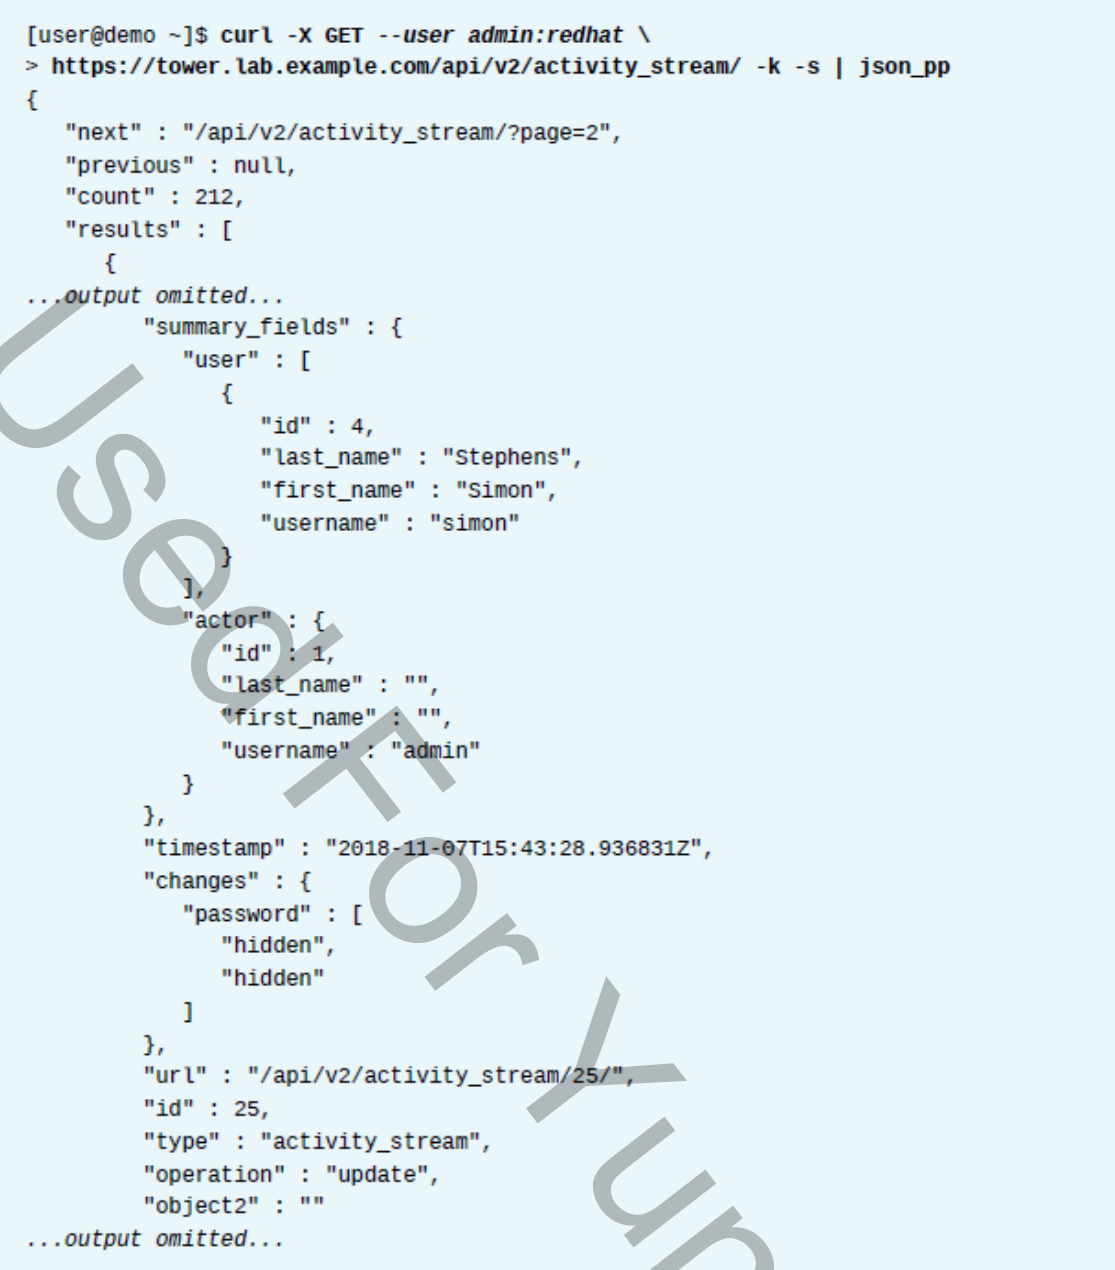 [user@demo ~]$ curl -X GET --user admin:redhat \
> https://tower.lab.example.com/api/v2/activity_stream/ -k -s | json_pp
{
   "next" : "/api/v2/activity_stream/?page=2",
   "previous" : null,
   "count" : 212,
   "results" : [
      {
...output omitted...
         "summary_fields" : {
            "user" : [
               {
                  "id" : 4,
                  "last_name" : "Stephens",
                  "first_name" : "Simon",
                  "username" : "simon"
               }
            ],
            "actor" : {
               "id" : 1,
               "last_name" : "",
               "first_name" : "",
               "username" : "admin"
            }
         },
         "timestamp" : "2018-11-07T15:43:28.936831Z",
         "changes" : {
            "password" : [
               "hidden",
               "hidden"
            ]
         },
         "url" : "/api/v2/activity_stream/25/",
         "id" : 25,
         "type" : "activity_stream",
         "operation" : "update",
         "object2" : ""
...output omitted...
Used For Yun